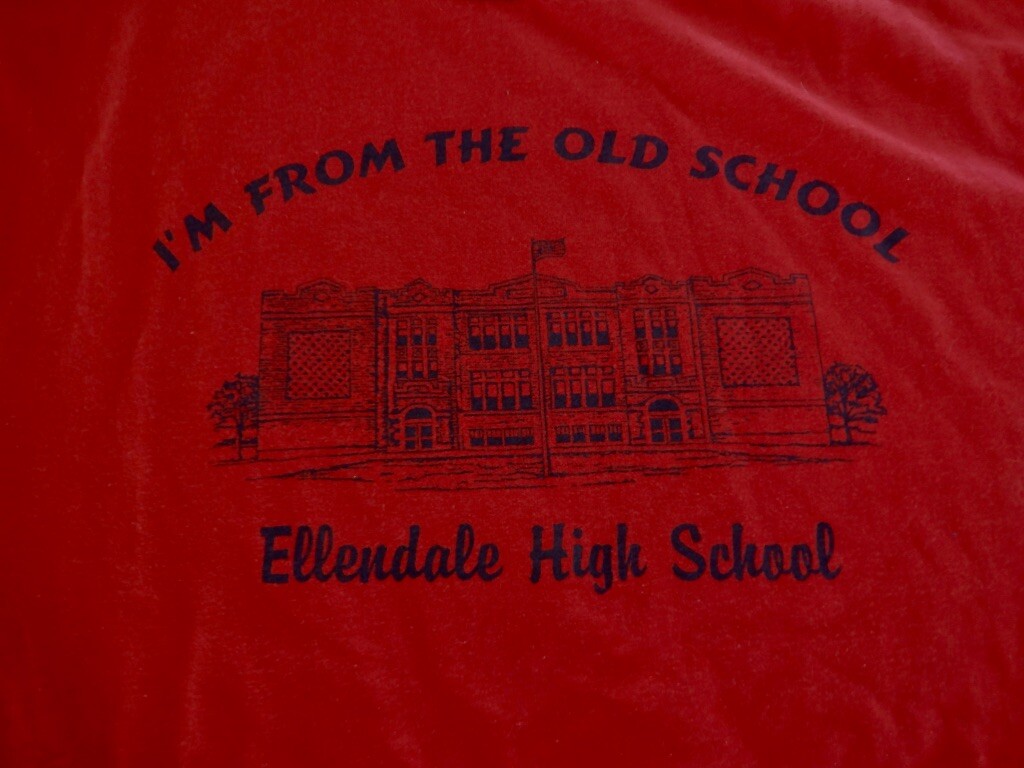 I'M FROM THE OLD SCHOOL
Ellendale High School